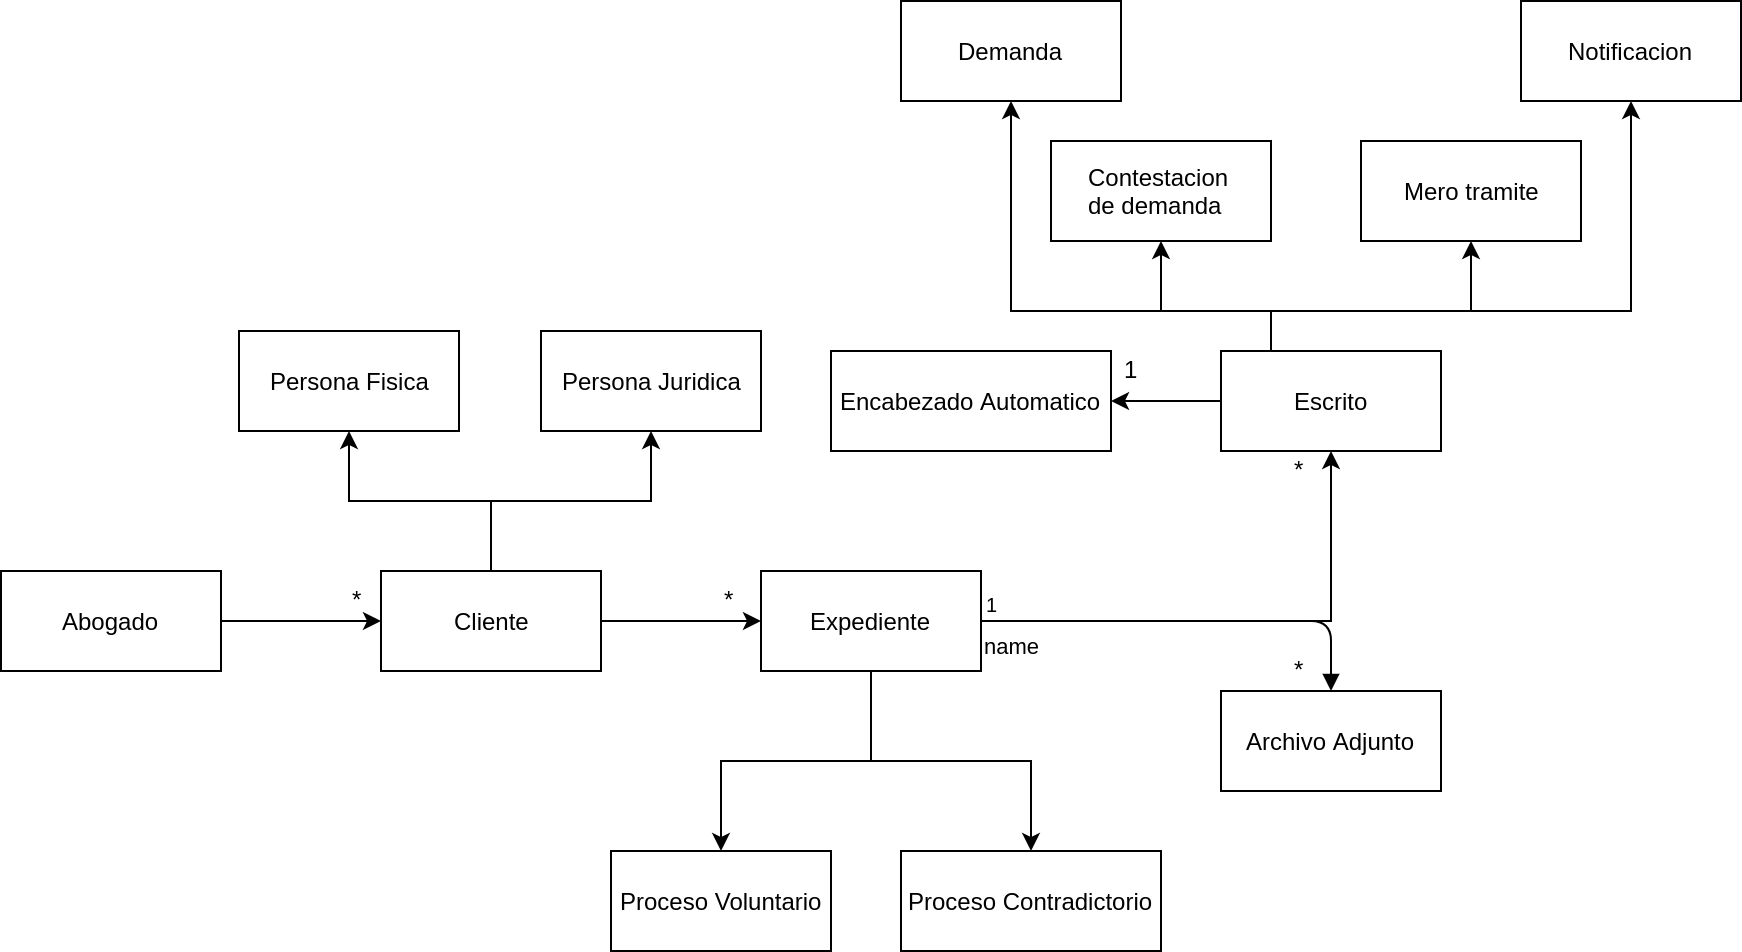 Demanda
Notificacion
Contestacion
de demanda
Mero tramite
Persona Fisica
Persona Juridica
Encabezado Automatico
1
Escrito
*
Abogado
*
Cliente
*
Expediente
1
name
*
Archivo Adjunto
Proceso Voluntario
Proceso Contradictorio